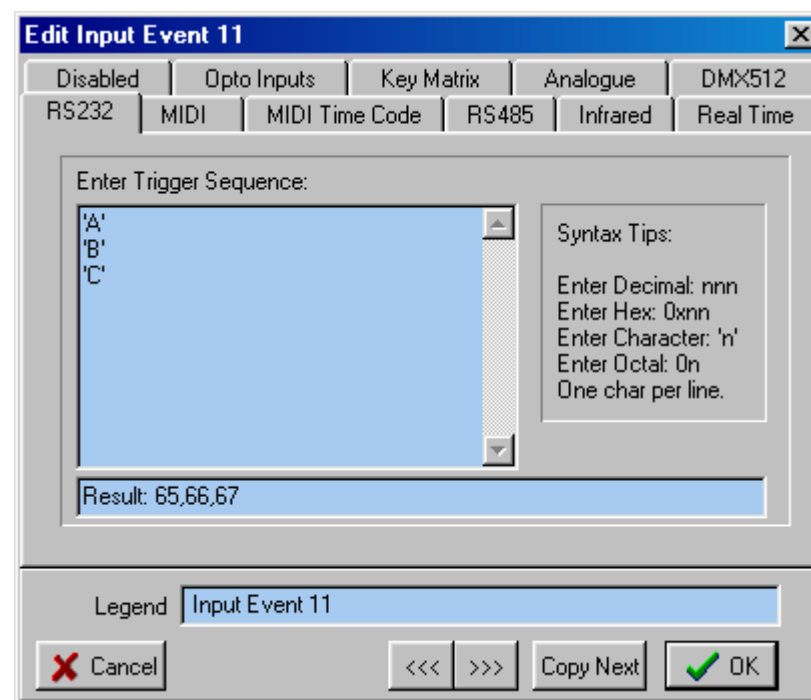 Edit Input Event 11
Disabled Opto Inputs Key Matrix Analogue DMX512
RS232 MIDI MIDI Time Code RS485 Infrared Real Time
Enter Trigger Sequence:
'A'
'B'
'C'
Syntax Tips:
Enter Decimal: nnn
Enter Hex: 0xnn
Enter Character: 'n'
Enter Octal: 0n
One char per line.
Result: 65,66,67
Legend Input Event 11
Cancel <<< >>> Copy Next OK